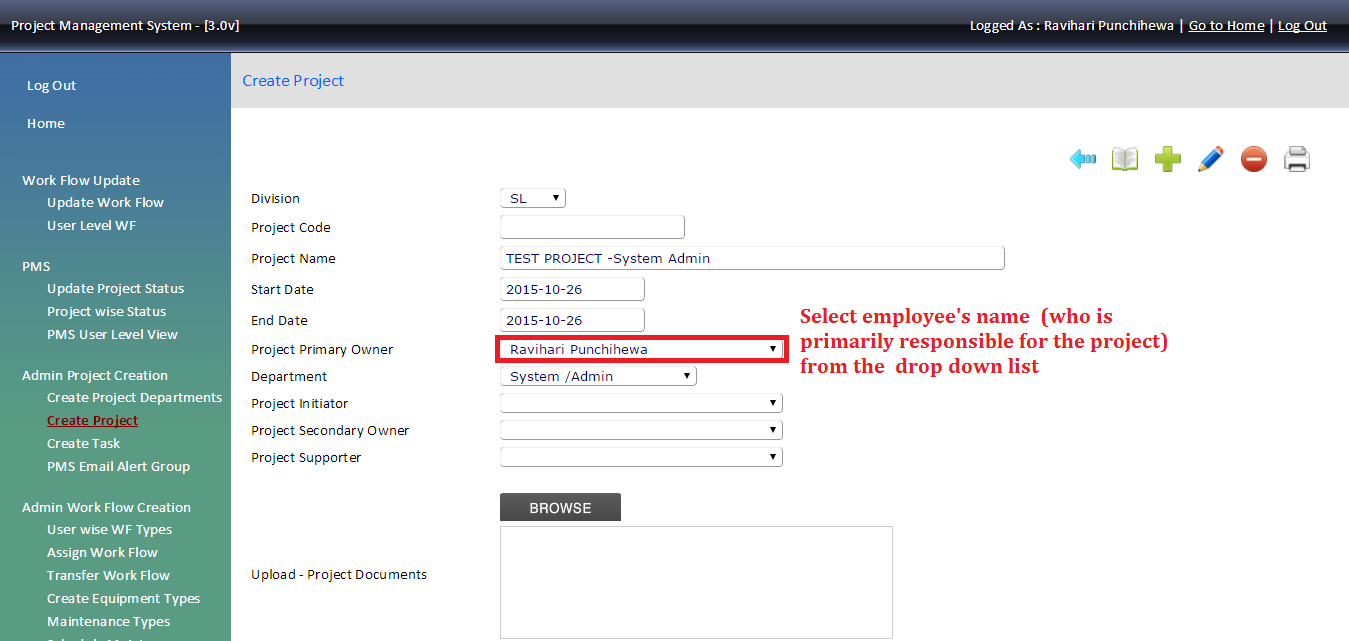 Project Management System - [3.0v]
Logged As : Ravihari Punchihewa | Go to Home | Log Out
Log Out
Home
Work Flow Update
Update Work Flow
User Level WF
PMS
Update Project Status
Project wise Status
PMS User Level View
Admin Project Creation
Create Project Departments
Create Project
Create Task
PMS Email Alert Group
Admin Work Flow Creation
User wise WF Types
Assign Work Flow
Transfer Work Flow
Create Equipment Types
Maintenance Types
Create Project
Division SL
Project Code
Project Name TEST PROJECT -System Admin
Start Date 2015-10-26
End Date 2015-10-26
Project Primary Owner Ravihari Punchihewa
Department System /Admin
Project Initiator
Project Secondary Owner
Project Supporter
BROWSE
Upload - Project Documents
Select employee's name (who is
primarily responsible for the project)
from the drop down list